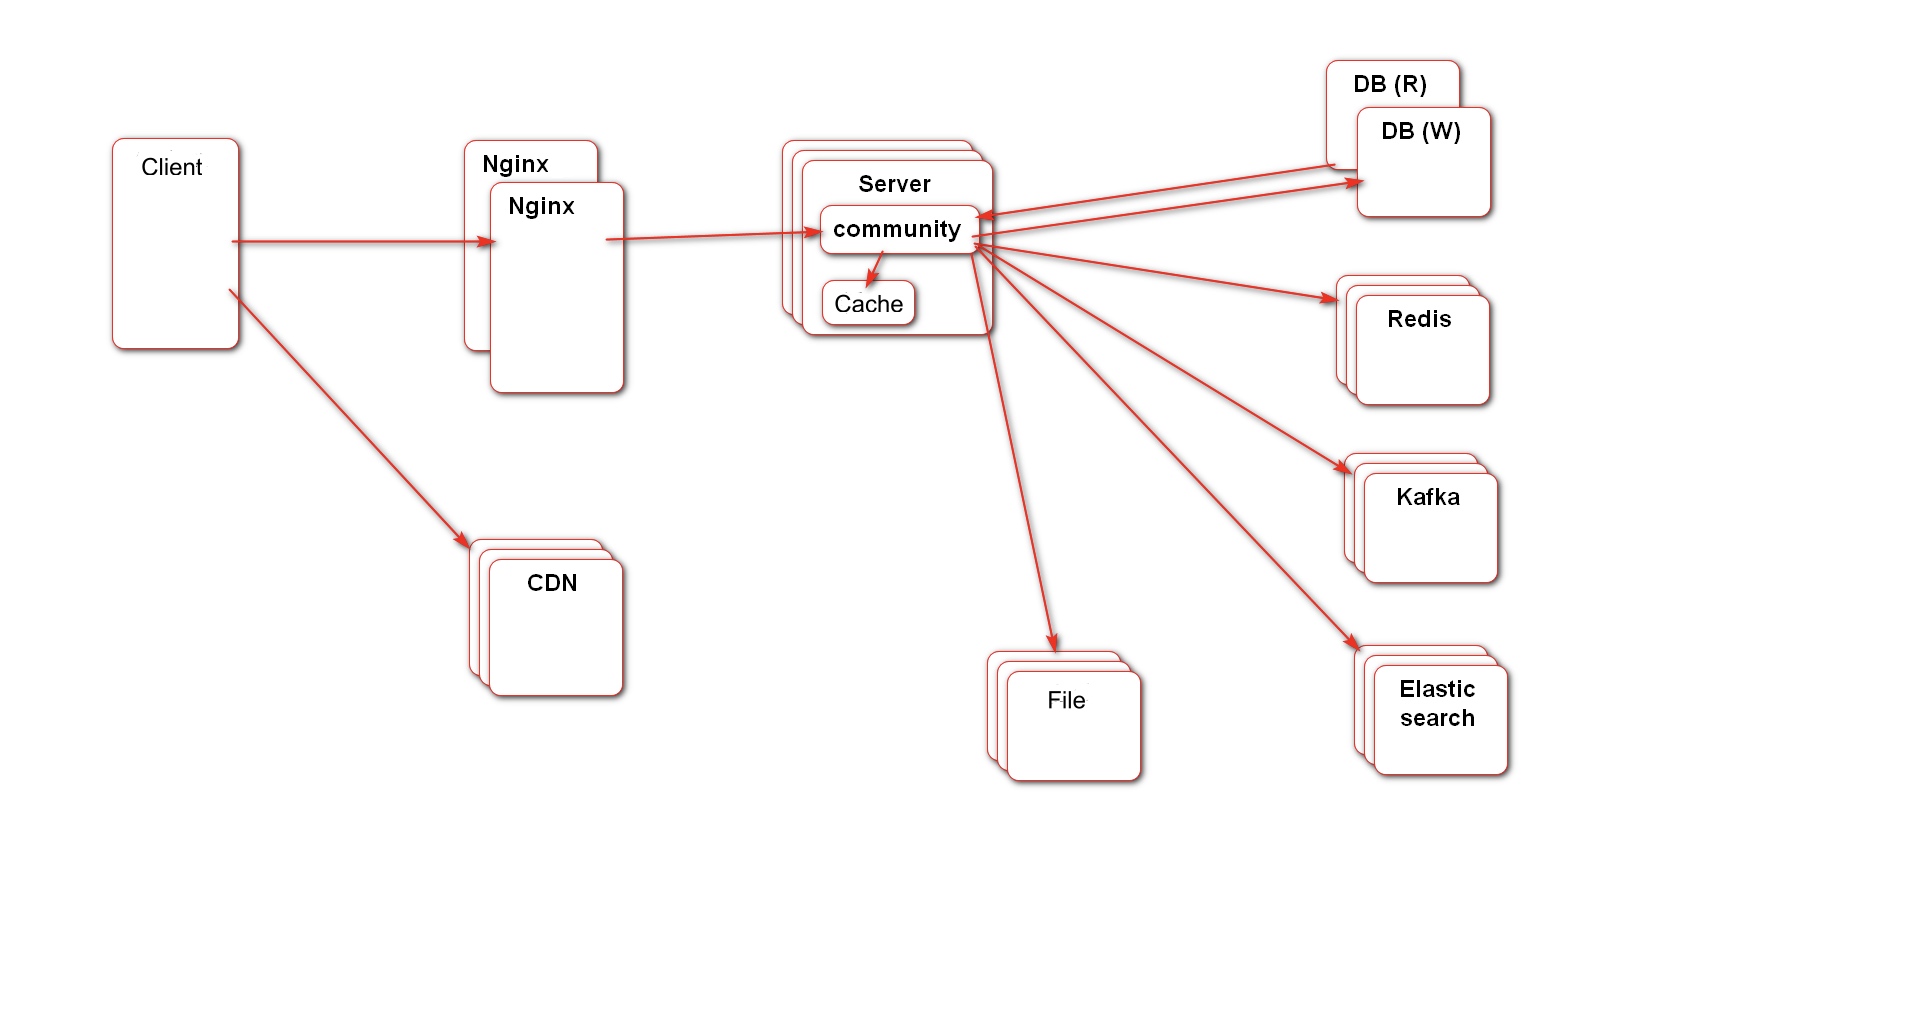 Client
Nginx
Nginx
Server
community
Cache
DB (R)
DB (W)
Redis
Kafka
CDN
File
Elastic
search